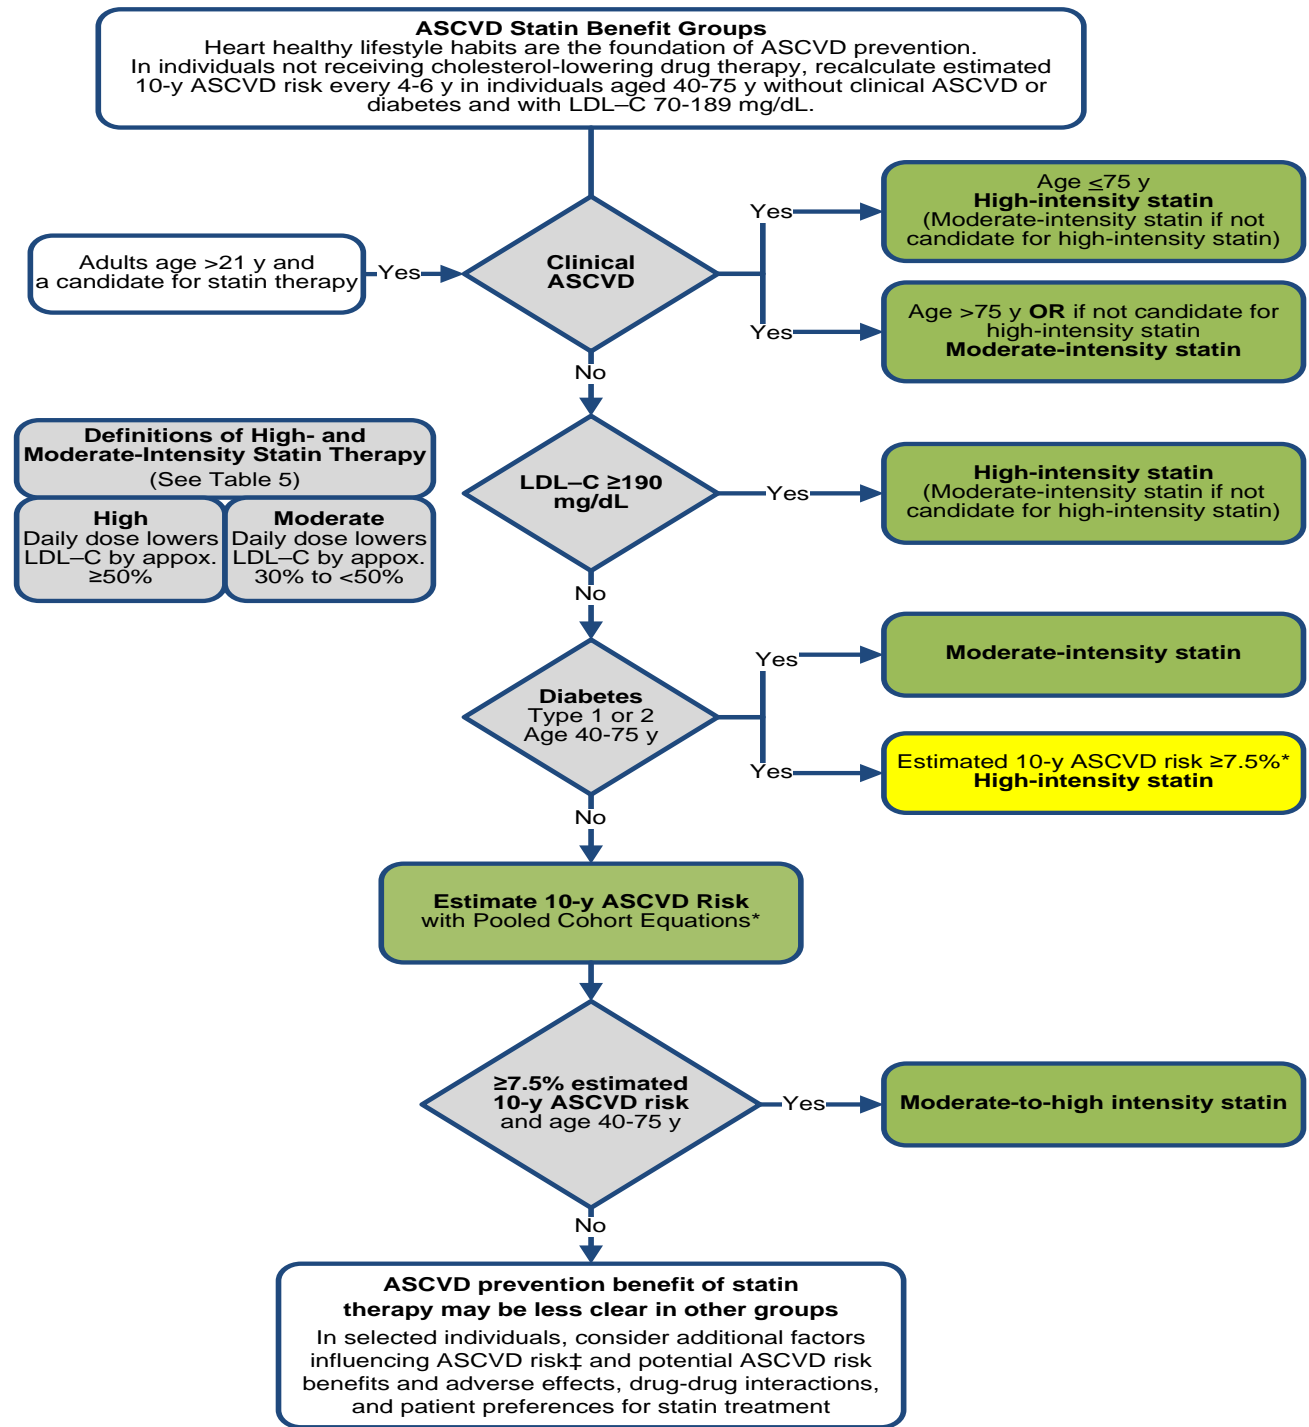 ASCVD Statin Benefit Groups
Heart healthy lifestyle habits are the foundation of ASCVD prevention.
In individuals not receiving cholesterol-lowering drug therapy, recalculate estimated
10-y ASCVD risk every 4-6 y in individuals aged 40-75 y without clinical ASCVD or
diabetes and with LDL–C 70-189 mg/dL.
Adults age >21 y and
a candidate for statin therapy
Yes
Clinical
ASCVD
Yes
Age ≤75 y
High-intensity statin
(Moderate-intensity statin if not
candidate for high-intensity statin)
Yes
Age >75 y OR if not candidate for
high-intensity statin
Moderate-intensity statin
No
Definitions of High- and
Moderate-Intensity Statin Therapy
(See Table 5)
High
Daily dose lowers
LDL–C by appox.
≥50%
Moderate
Daily dose lowers
LDL–C by appox.
30% to <50%
LDL–C ≥190
mg/dL
Yes
High-intensity statin
(Moderate-intensity statin if not
candidate for high-intensity statin)
No
Diabetes
Type 1 or 2
Age 40-75 y
Yes
Moderate-intensity statin
Yes
Estimated 10-y ASCVD risk ≥7.5%*
High-intensity statin
No
Estimate 10-y ASCVD Risk
with Pooled Cohort Equations*
≥7.5% estimated
10-y ASCVD risk
and age 40-75 y
Yes
Moderate-to-high intensity statin
No
ASCVD prevention benefit of statin
therapy may be less clear in other groups
In selected individuals, consider additional factors
influencing ASCVD risk‡ and potential ASCVD risk
benefits and adverse effects, drug-drug interactions,
and patient preferences for statin treatment